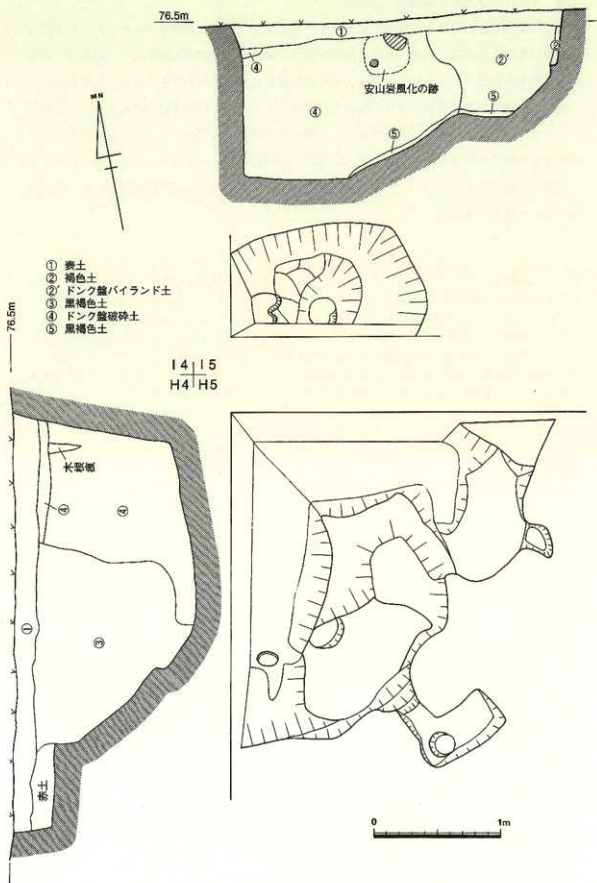 76.5m
①
④
②'
②
安山岩風化の跡
④
⑤
⑤
MN
① 表土
② 褐色土
②' ドンク盤バイランド土
③ 黒褐色土
④ ドンク盤破砕土
⑤ 黒褐色土
76.5m
I4 I5
H4 H5
木根痕
④
④
①
③
赤土
0 1m